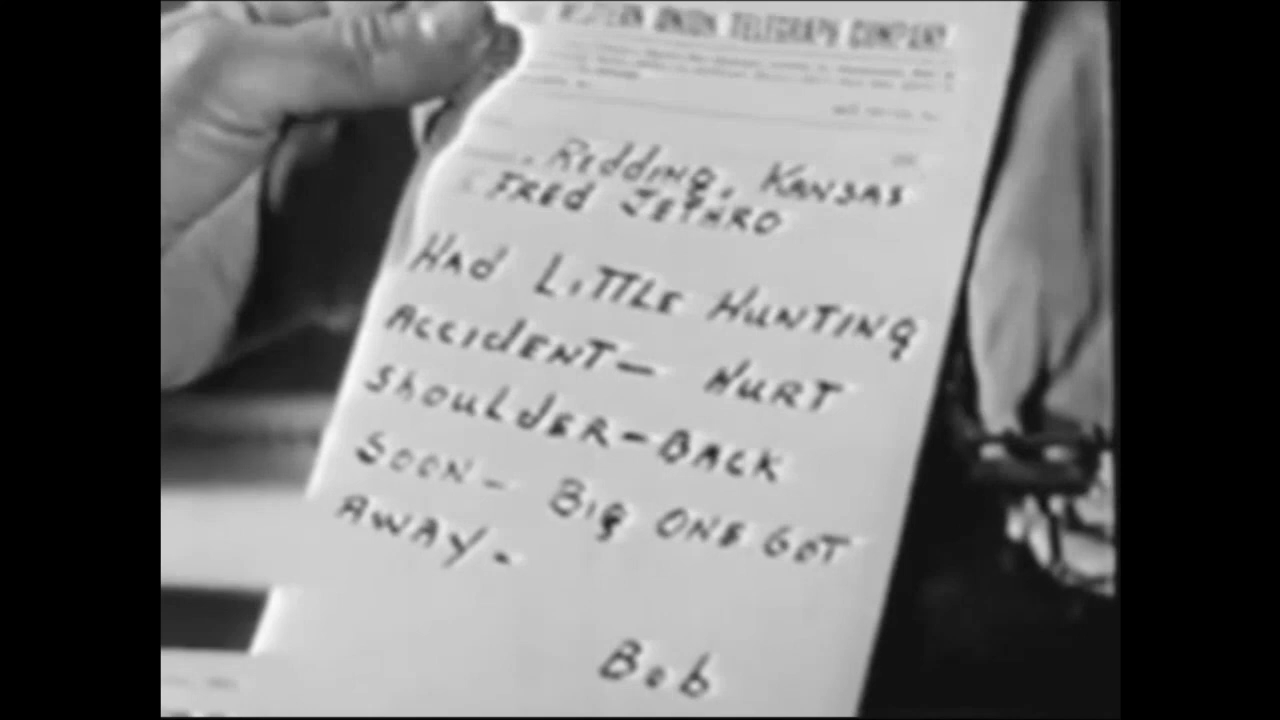 WESTERN UNION TELEGRAPH COMPANY
REDDING, KANSAS
FRED JETHRO
HAD LITTLE HUNTING
ACCIDENT— HURT
SHOULDER—BACK
SOON— BIG ONE GOT
AWAY—
BOB